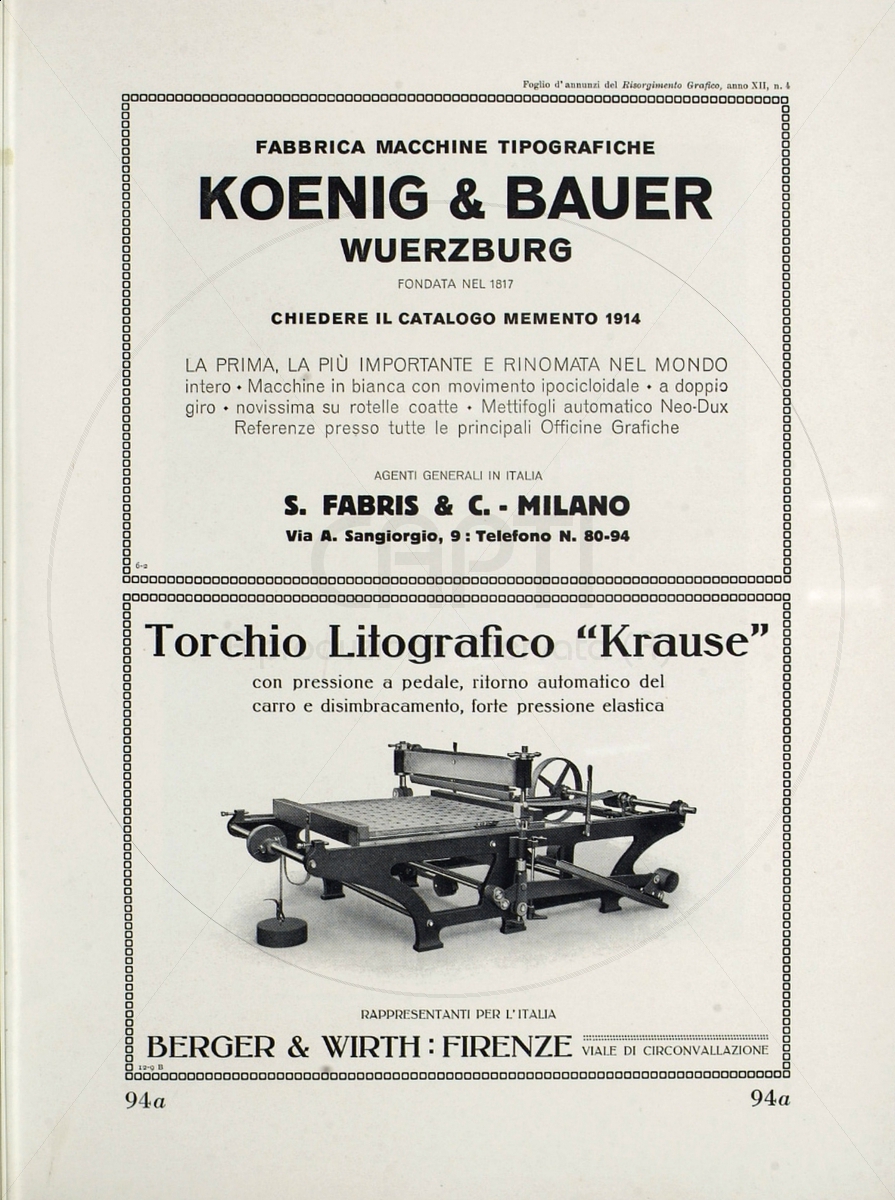 Foglio d'annunzi del Risorgimento Grafico, anno XII, n. 4
FABBRICA MACCHINE TIPOGRAFICHE
KOENIG & BAUER
WUERZBURG
FONDATA NEL 1817
CHIEDERE IL CATALOGO MEMENTO 1914
LA PRIMA, LA PIÙ IMPORTANTE E RINOMATA NEL MONDO
intero • Macchine in bianca con movimento ipocicloidale • a doppio
giro • novissima su rotelle coatte • Mettifogli automatico Neo-Dux
Referenze presso tutte le principali Officine Grafiche
AGENTI GENERALI IN ITALIA
S. FABRIS & C. - MILANO
Via A. Sangiorgio, 9 : Telefono N. 80-94
6-2
CAPTI
Torchio Litografico “Krause”
con pressione a pedale, ritorno automatico del
carro e disimbracamento, forte pressione elastica
RAPPRESENTANTI PER L'ITALIA
BERGER & WIRTH : FIRENZE VIALE DI CIRCONVALLAZIONE
12-9 B
94a
94a